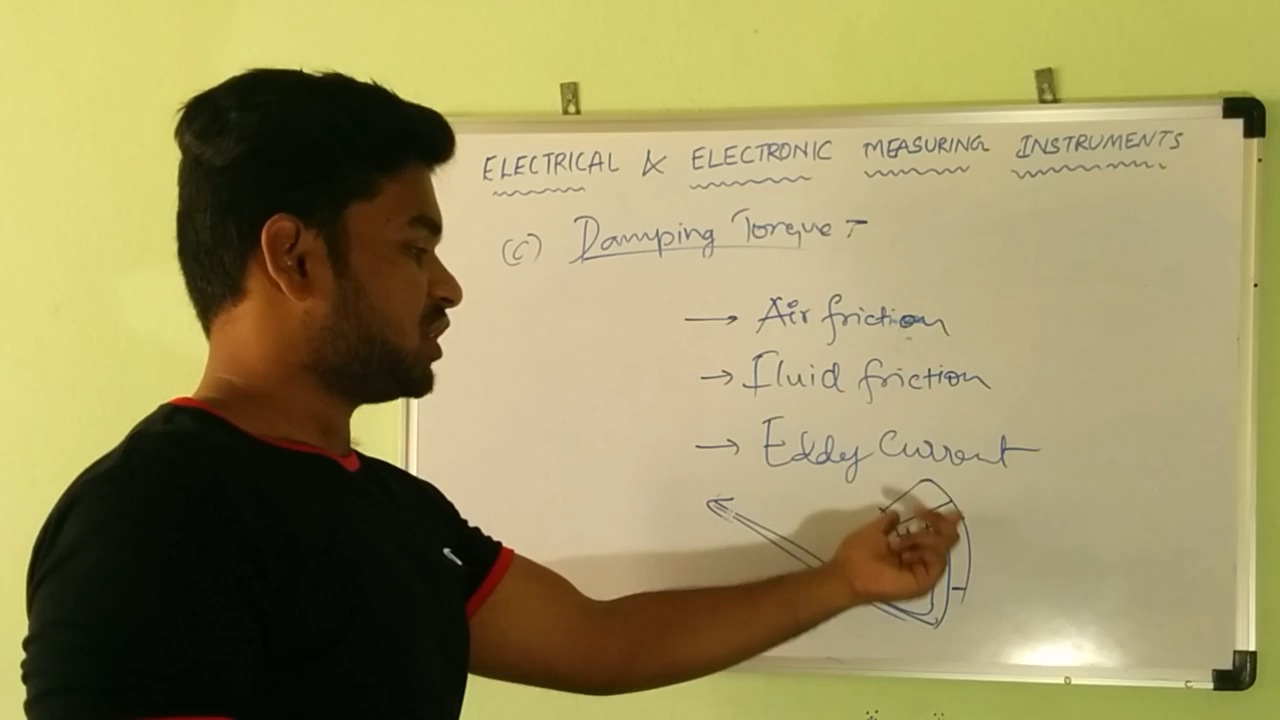 ELECTRICAL & ELECTRONIC MEASURING INSTRUMENTS
(C) Damping Torque :-
→ Air friction
→ Fluid friction
→ Eddy Current